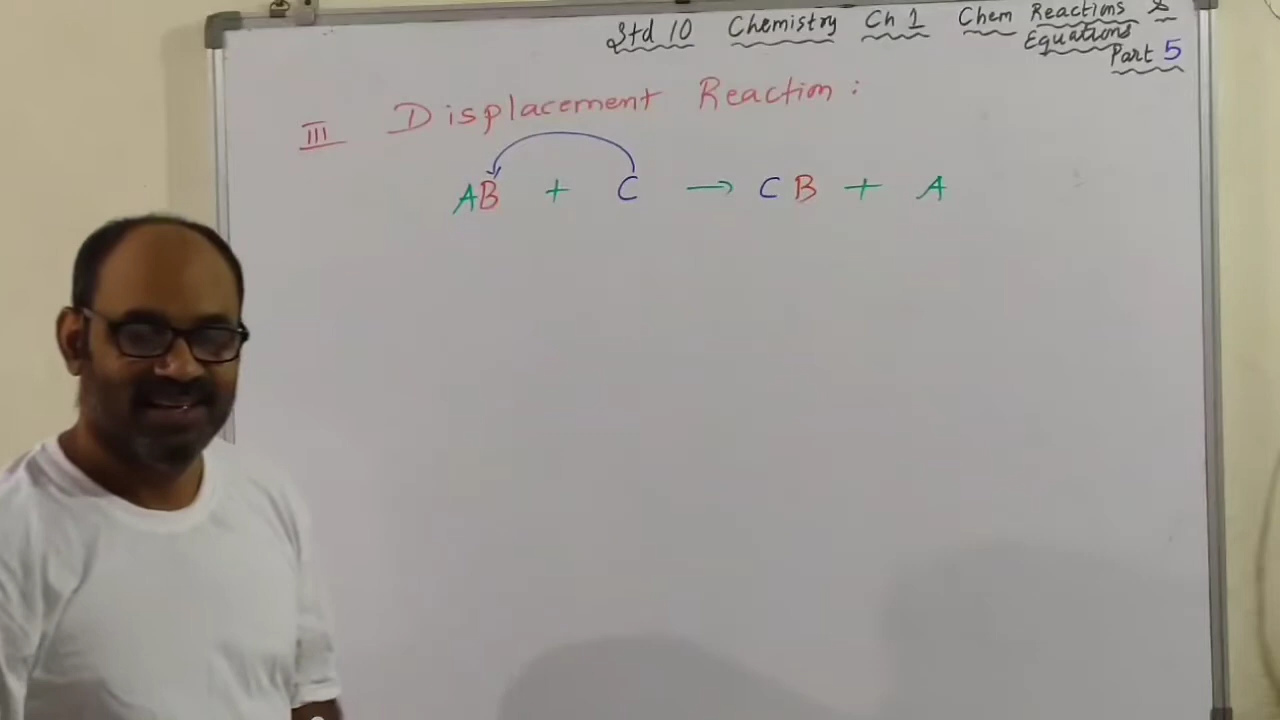 Std 10 Chemistry Ch 1 Chem Reactions &
Equations
Part 5
III Displacement Reaction :
AB + C → CB + A